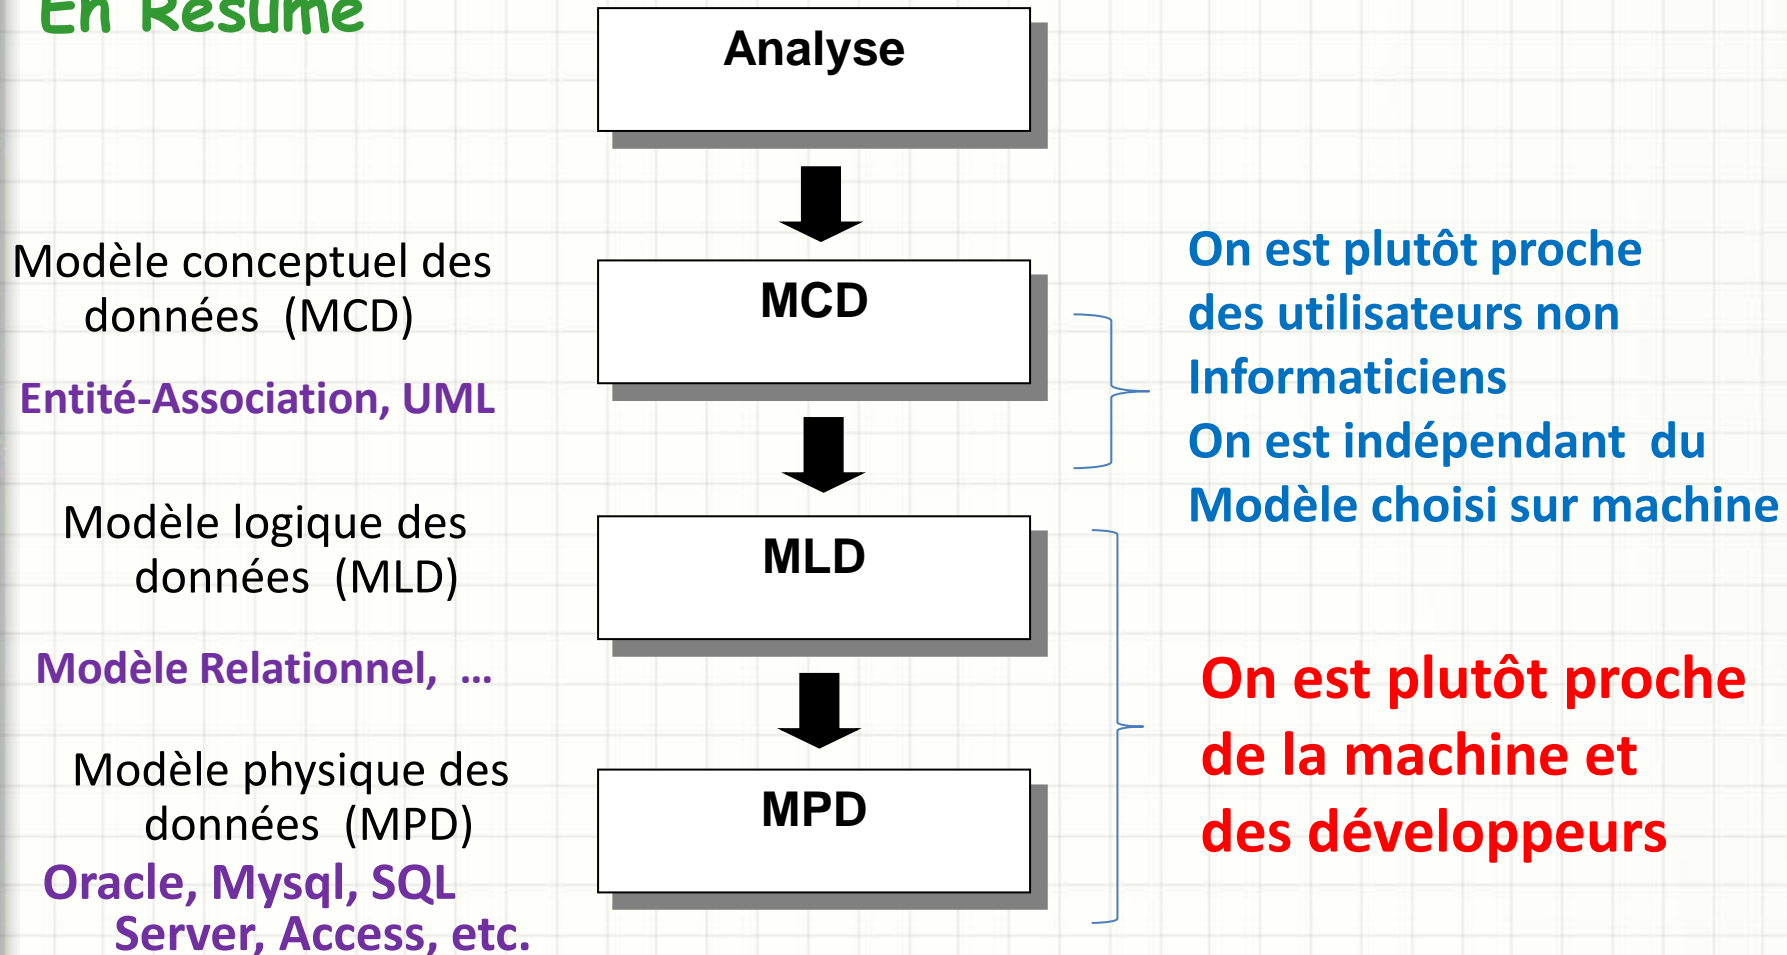 En Résumé
Analyse
Modèle conceptuel des
données (MCD)
Entité-Association, UML
MCD
On est plutôt proche
des utilisateurs non
Informaticiens
On est indépendant du
Modèle choisi sur machine
Modèle logique des
données (MLD)
Modèle Relationnel, ...
MLD
Modèle physique des
données (MPD)
Oracle, Mysql, SQL
Server, Access, etc.
MPD
On est plutôt proche
de la machine et
des développeurs